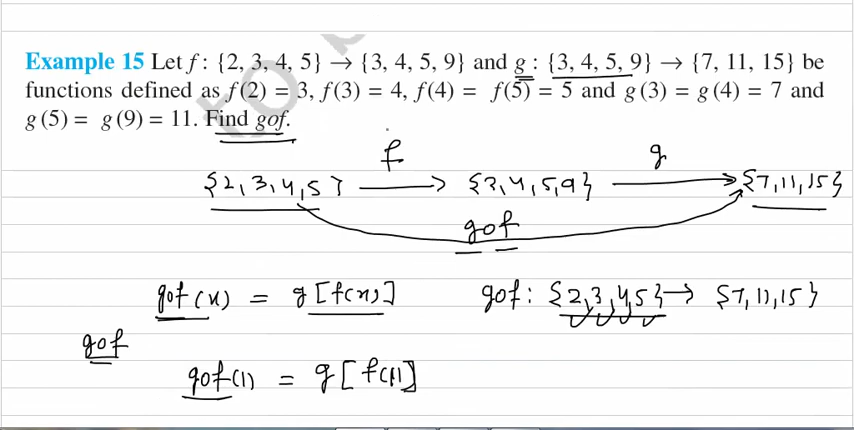 Example 15 Let f : {2, 3, 4, 5} → {3, 4, 5, 9} and g : {3, 4, 5, 9} → {7, 11, 15} be
functions defined as f(2) = 3, f(3) = 4, f(4) = f(5) = 5 and g(3) = g(4) = 7 and
g(5) = g(9) = 11. Find gof.
f g
{2, 3, 4, 5} → {3, 4, 5, 9} → {7, 11, 15}
gof
gof(x) = g[f(x)] gof: {2, 3, 4, 5} → {7, 11, 15}
gof
gof(1) = g[f(1)]